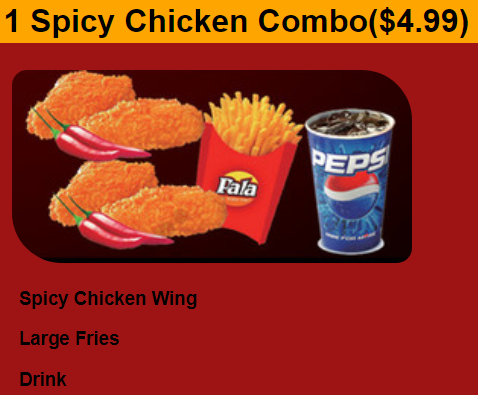 1 Spicy Chicken Combo($4.99)
Fala
PEPSI
Spicy Chicken Wing
Large Fries
Drink